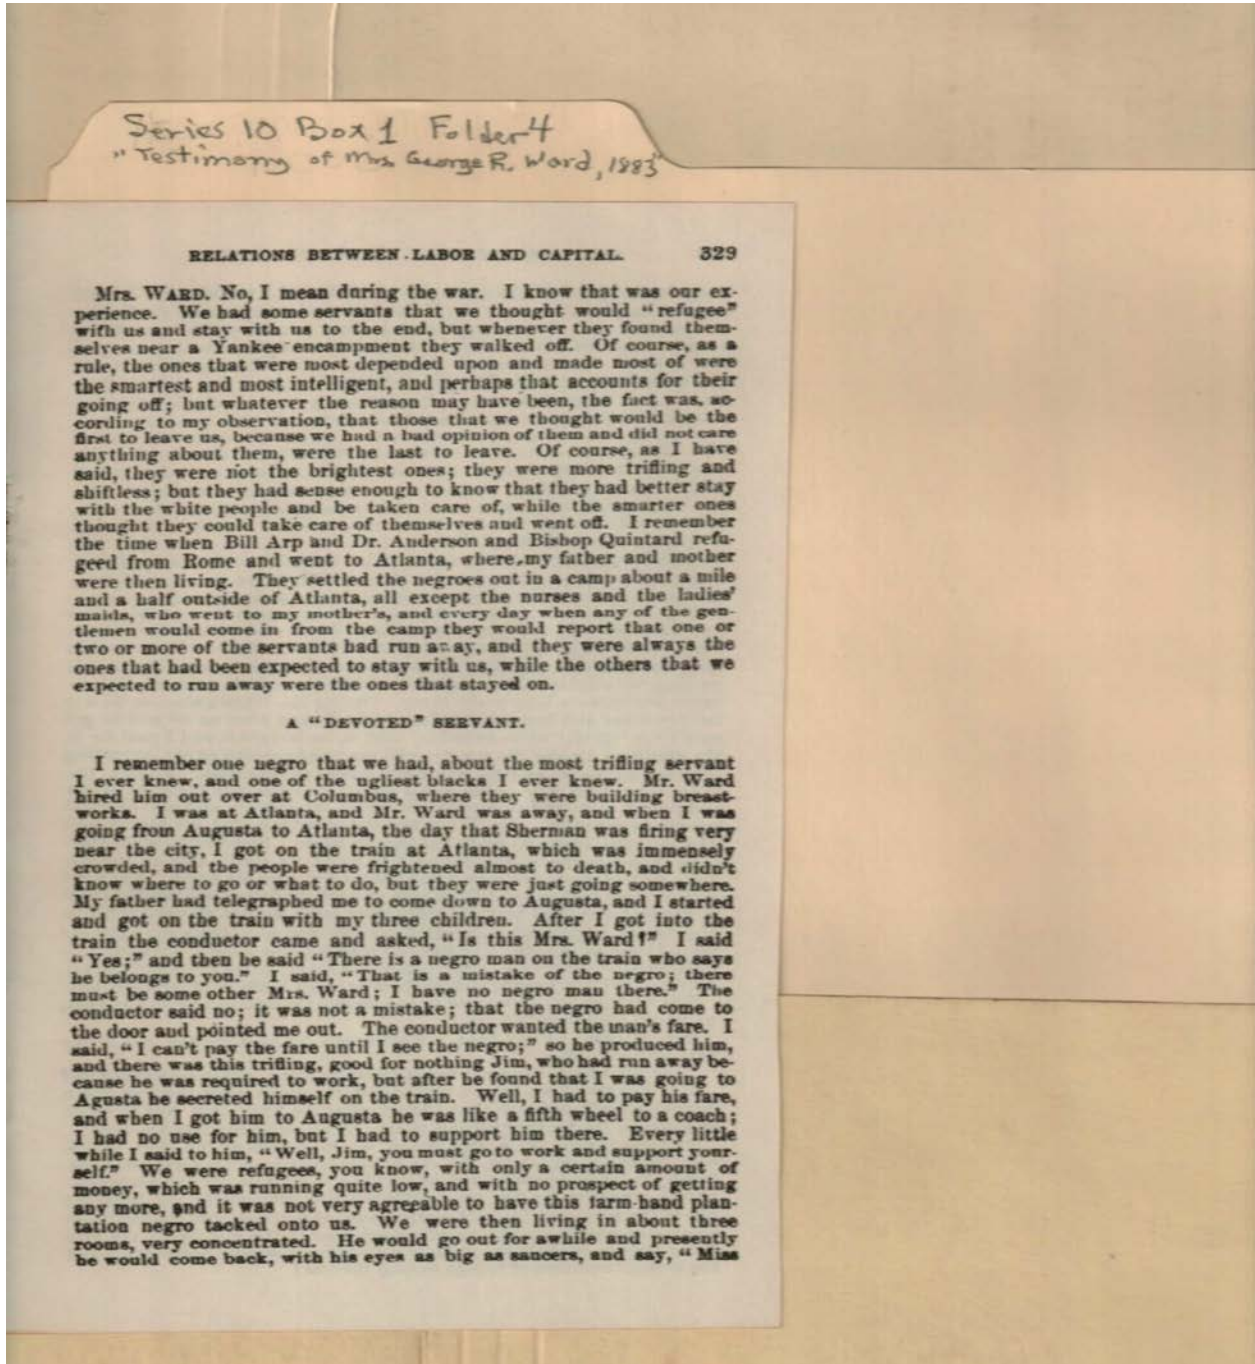 Series 10 Box 1 Folder 4
"Testimony of Mrs. George R. Ward, 1883"
RELATIONS BETWEEN LABOR AND CAPITAL. 329
Mrs. WARD. No, I mean during the war. I know that was our ex-
perience. We had some servants that we thought would "refugee"
with us and stay with us to the end, but whenever they found them-
selves near a Yankee encampment they walked off. Of course, as a
rule, the ones that were most depended upon and made most of were
the smartest and most intelligent, and perhaps that accounts for their
going off; but whatever the reason may have been, the fact was, ac-
cording to my observation, that those that we thought would be the
first to leave us, because we had a bad opinion of them and did not care
anything about them, were the last to leave. Of course, as I have
said, they were not the brightest ones; they were more trifling and
shiftless; but they had sense enough to know that they had better stay
with the white people and be taken care of, while the smarter ones
thought they could take care of themselves and went off. I remember
the time when Bill Arp and Dr. Anderson and Bishop Quintard refu-
geed from Rome and went to Atlanta, where my father and mother
were then living. They settled the negroes out in a camp about a mile
and a half outside of Atlanta, all except the nurses and the ladies'
maids, who went to my mother's, and every day when any of the gen-
tlemen would come in from the camp they would report that one or
two or more of the servants had run away, and they were always the
ones that had been expected to stay with us, while the others that we
expected to run away were the ones that stayed on.
A "DEVOTED" SERVANT.
I remember one negro that we had, about the most trifling servant
I ever knew, and one of the ugliest blacks I ever knew. Mr. Ward
hired him out over at Columbus, where they were building breast-
works. I was at Atlanta, and Mr. Ward was away, and when I was
going from Augusta to Atlanta, the day that Sherman was firing very
near the city, I got on the train at Atlanta, which was immensely
crowded, and the people were frightened almost to death, and didn't
know where to go or what to do, but they were just going somewhere.
My father had telegraphed me to come down to Augusta, and I started
and got on the train with my three children. After I got into the
train the conductor came and asked, "Is this Mrs. Ward?" I said
"Yes;" and then he said "There is a negro man on the train who says
he belongs to you." I said, "That is a mistake of the negro; there
must be some other Mrs. Ward; I have no negro man there." The
conductor said no; it was not a mistake; that the negro had come to
the door and pointed me out. The conductor wanted the man's fare. I
said, "I can't pay the fare until I see the negro;" so he produced him,
and there was this trifling, good for nothing Jim, who had run away be-
cause he was required to work, but after he found that I was going to
Agusta he secreted himself on the train. Well, I had to pay his fare,
and when I got him to Augusta he was like a fifth wheel to a coach;
I had no use for him, but I had to support him there. Every little
while I said to him, "Well, Jim, you must go to work and support your-
self." We were refugees, you know, with only a certain amount of
money, which was running quite low, and with no prospect of getting
any more, and it was not very agreeable to have this farm-hand plan-
tation negro tacked onto us. We were then living in about three
rooms, very concentrated. He would go out for awhile and presently
he would come back, with his eyes as big as saucers, and say, "Miss